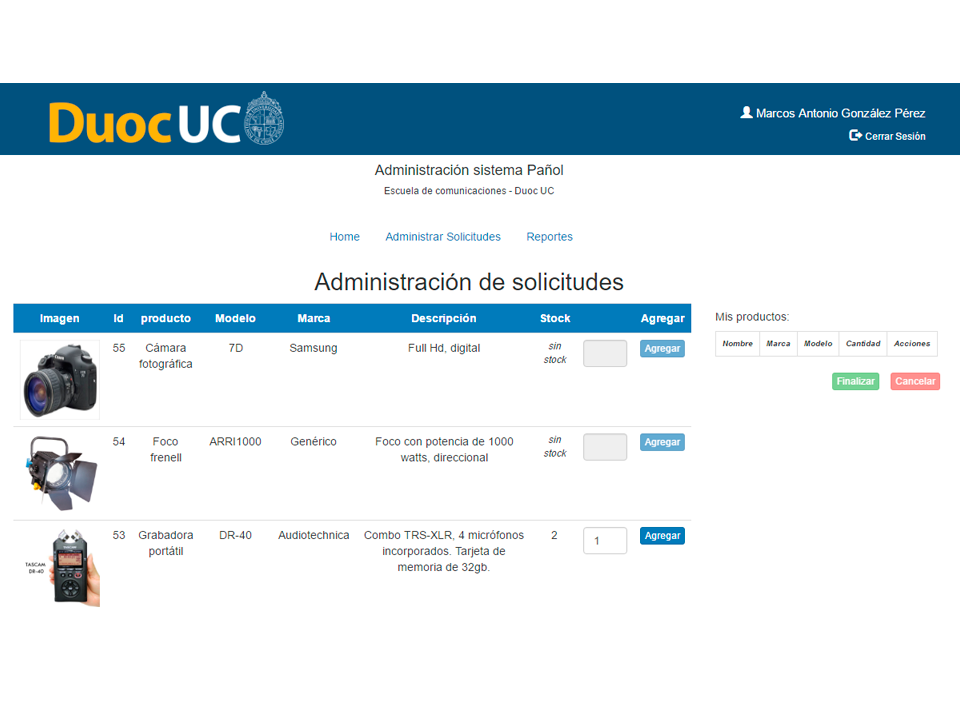 Duoc UC
Marcos Antonio González Pérez
Cerrar Sesión
Administración sistema Pañol
Escuela de comunicaciones - Duoc UC
Home Administrar Solicitudes Reportes
Administración de solicitudes
Imagen Id producto Modelo Marca Descripción Stock Agregar
55 Cámara 7D Samsung Full Hd, digital sin Agregar
fotográfica stock
54 Foco ARRI1000 Genérico Foco con potencia de 1000 sin Agregar
frenell watts, direccional stock
53 Grabadora DR-40 Audiotechnica Combo TRS-XLR, 4 micrófonos 2 1 Agregar
portátil incorporados. Tarjeta de
memoria de 32gb.
TASCAM
DR-40
Mis productos:
Nombre Marca Modelo Cantidad Acciones
Finalizar Cancelar